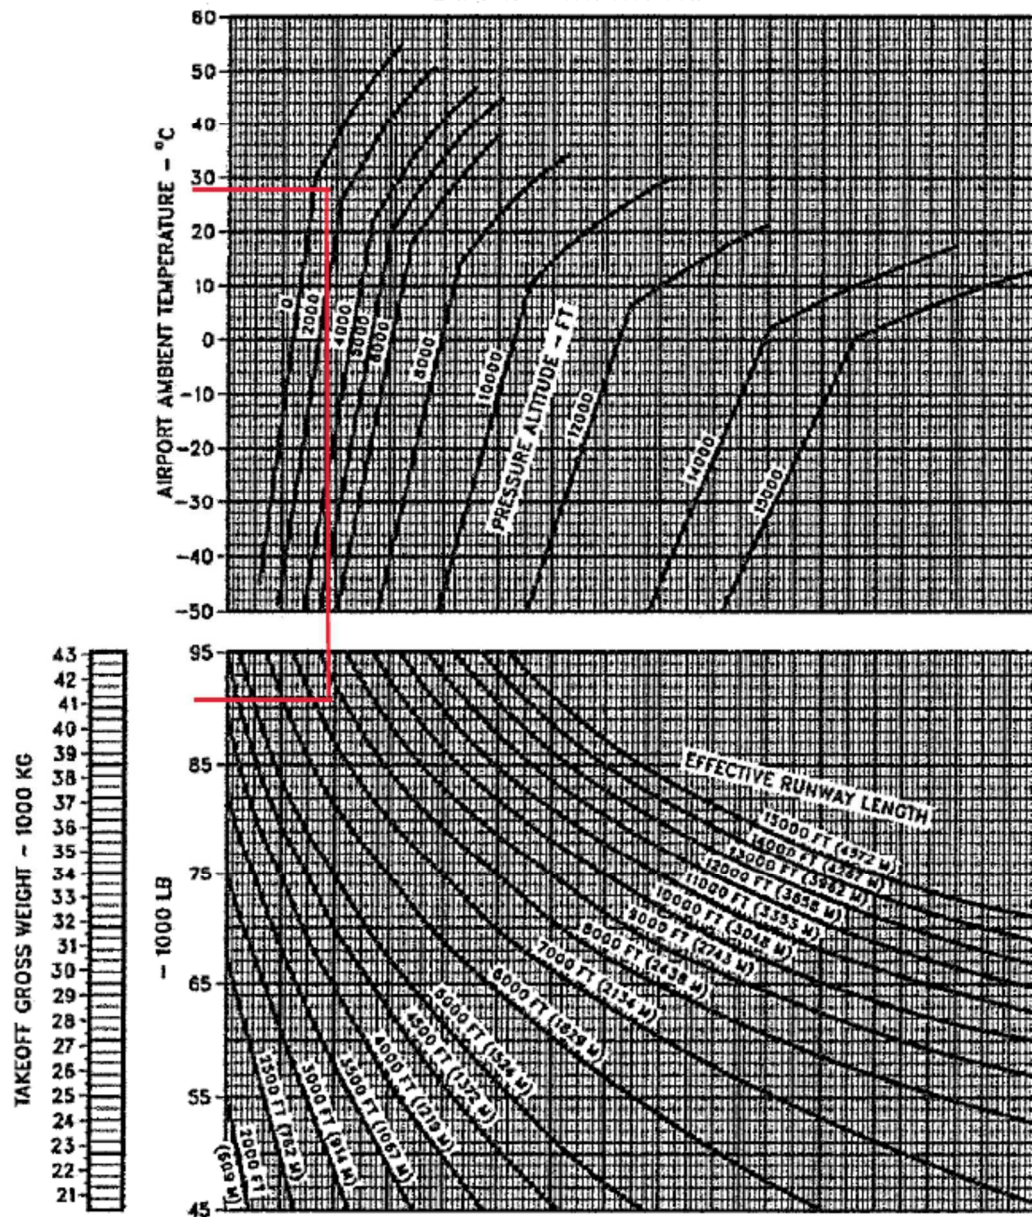 60
50
40
30
20
10
0
-10
-20
-30
-40
-50
AIRPORT AMBIENT TEMPERATURE ~ °C
0
2000
4000
5000
6000
8000
10000
12000
14000
15000
PRESSURE ALTITUDE ~ FT
43
42
41
40
39
38
37
36
35
34
33
32
31
30
29
28
27
26
25
24
23
22
21
TAKEOFF GROSS WEIGHT ~ 1000 KG
95
85
75
65
55
45
~ 1000 LB
EFFECTIVE RUNWAY LENGTH
15000 FT (4572 M)
14000 FT (4267 M)
13000 FT (3962 M)
12000 FT (3658 M)
11000 FT (3353 M)
10000 FT (3048 M)
9000 FT (2743 M)
8000 FT (2438 M)
7000 FT (2134 M)
6000 FT (1829 M)
5000 FT (1524 M)
4500 FT (1372 M)
4000 FT (1219 M)
3500 FT (1067 M)
3000 FT (914 M)
2500 FT (762 M)
2000 FT
(609 M)